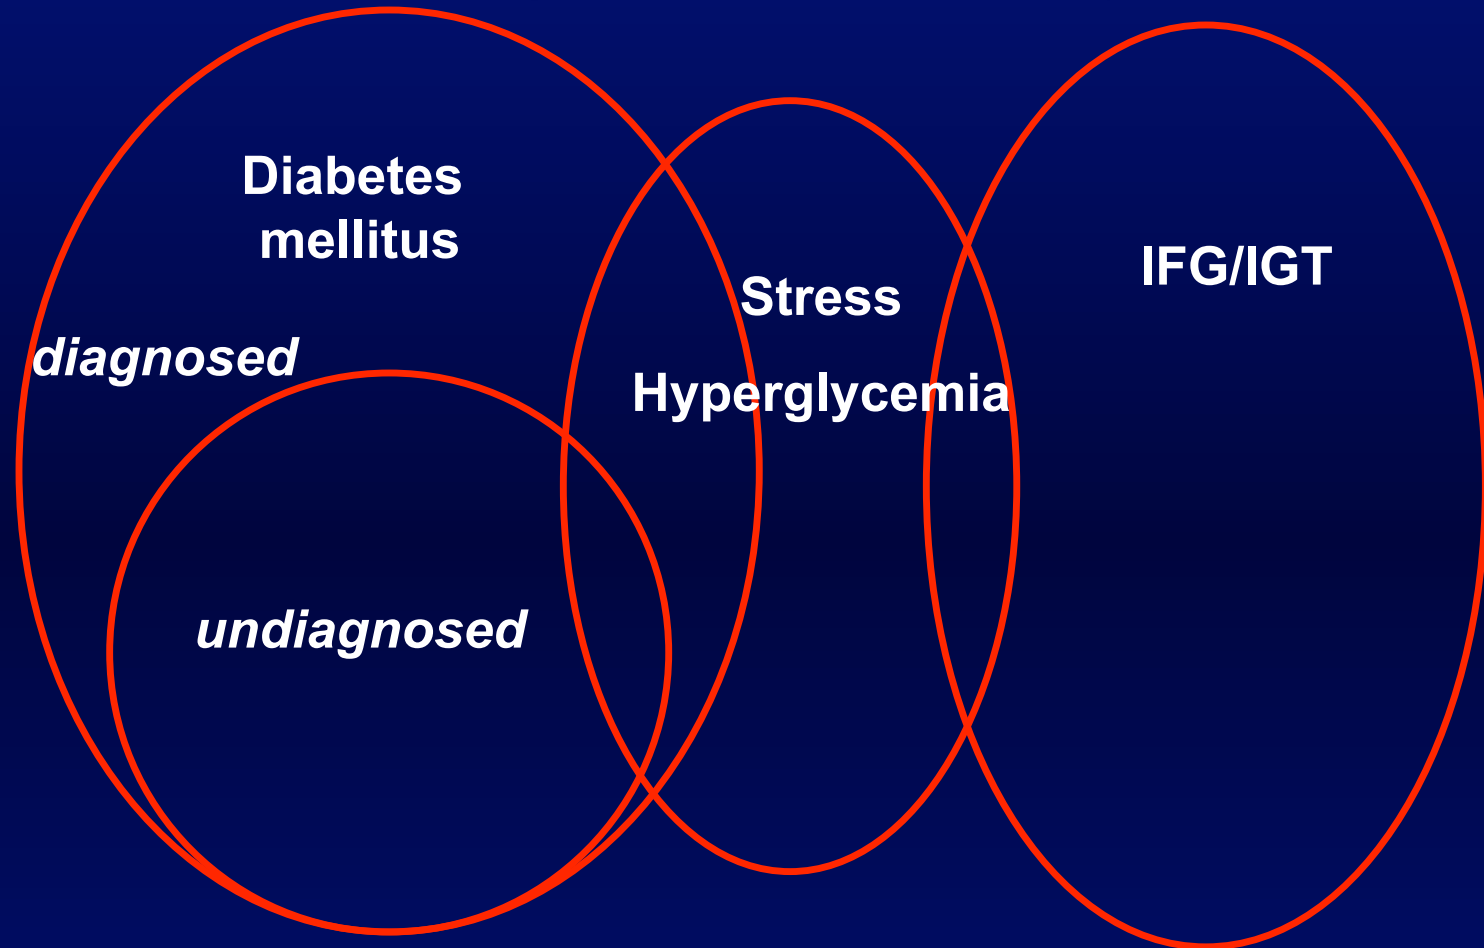 Diabetes
mellitus
diagnosed
undiagnosed
Stress
Hyperglycemia
IFG/IGT